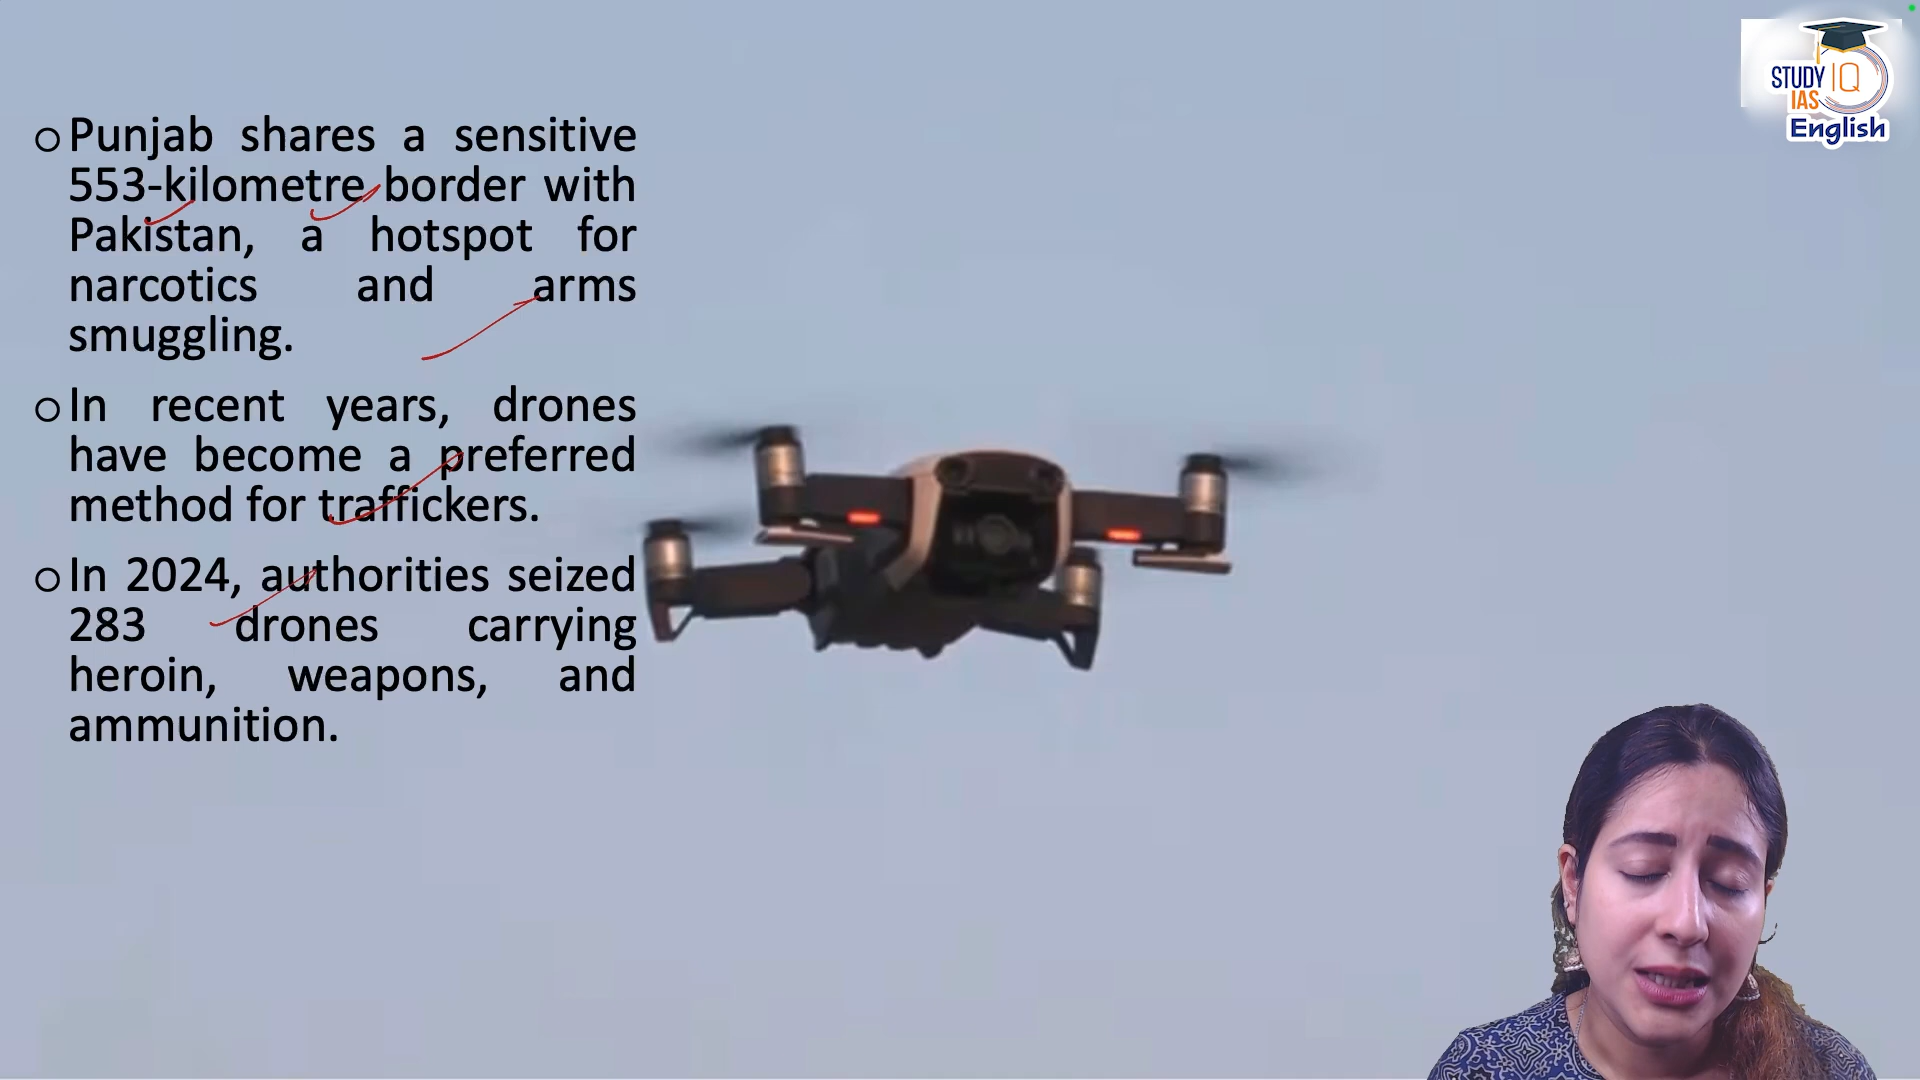 ○ Punjab shares a sensitive
553-kilometre border with
Pakistan, a hotspot for
narcotics and arms
smuggling.
○ In recent years, drones
have become a preferred
method for traffickers.
○ In 2024, authorities seized
283 drones carrying
heroin, weapons, and
ammunition.
STUDY IQ
IAS
English